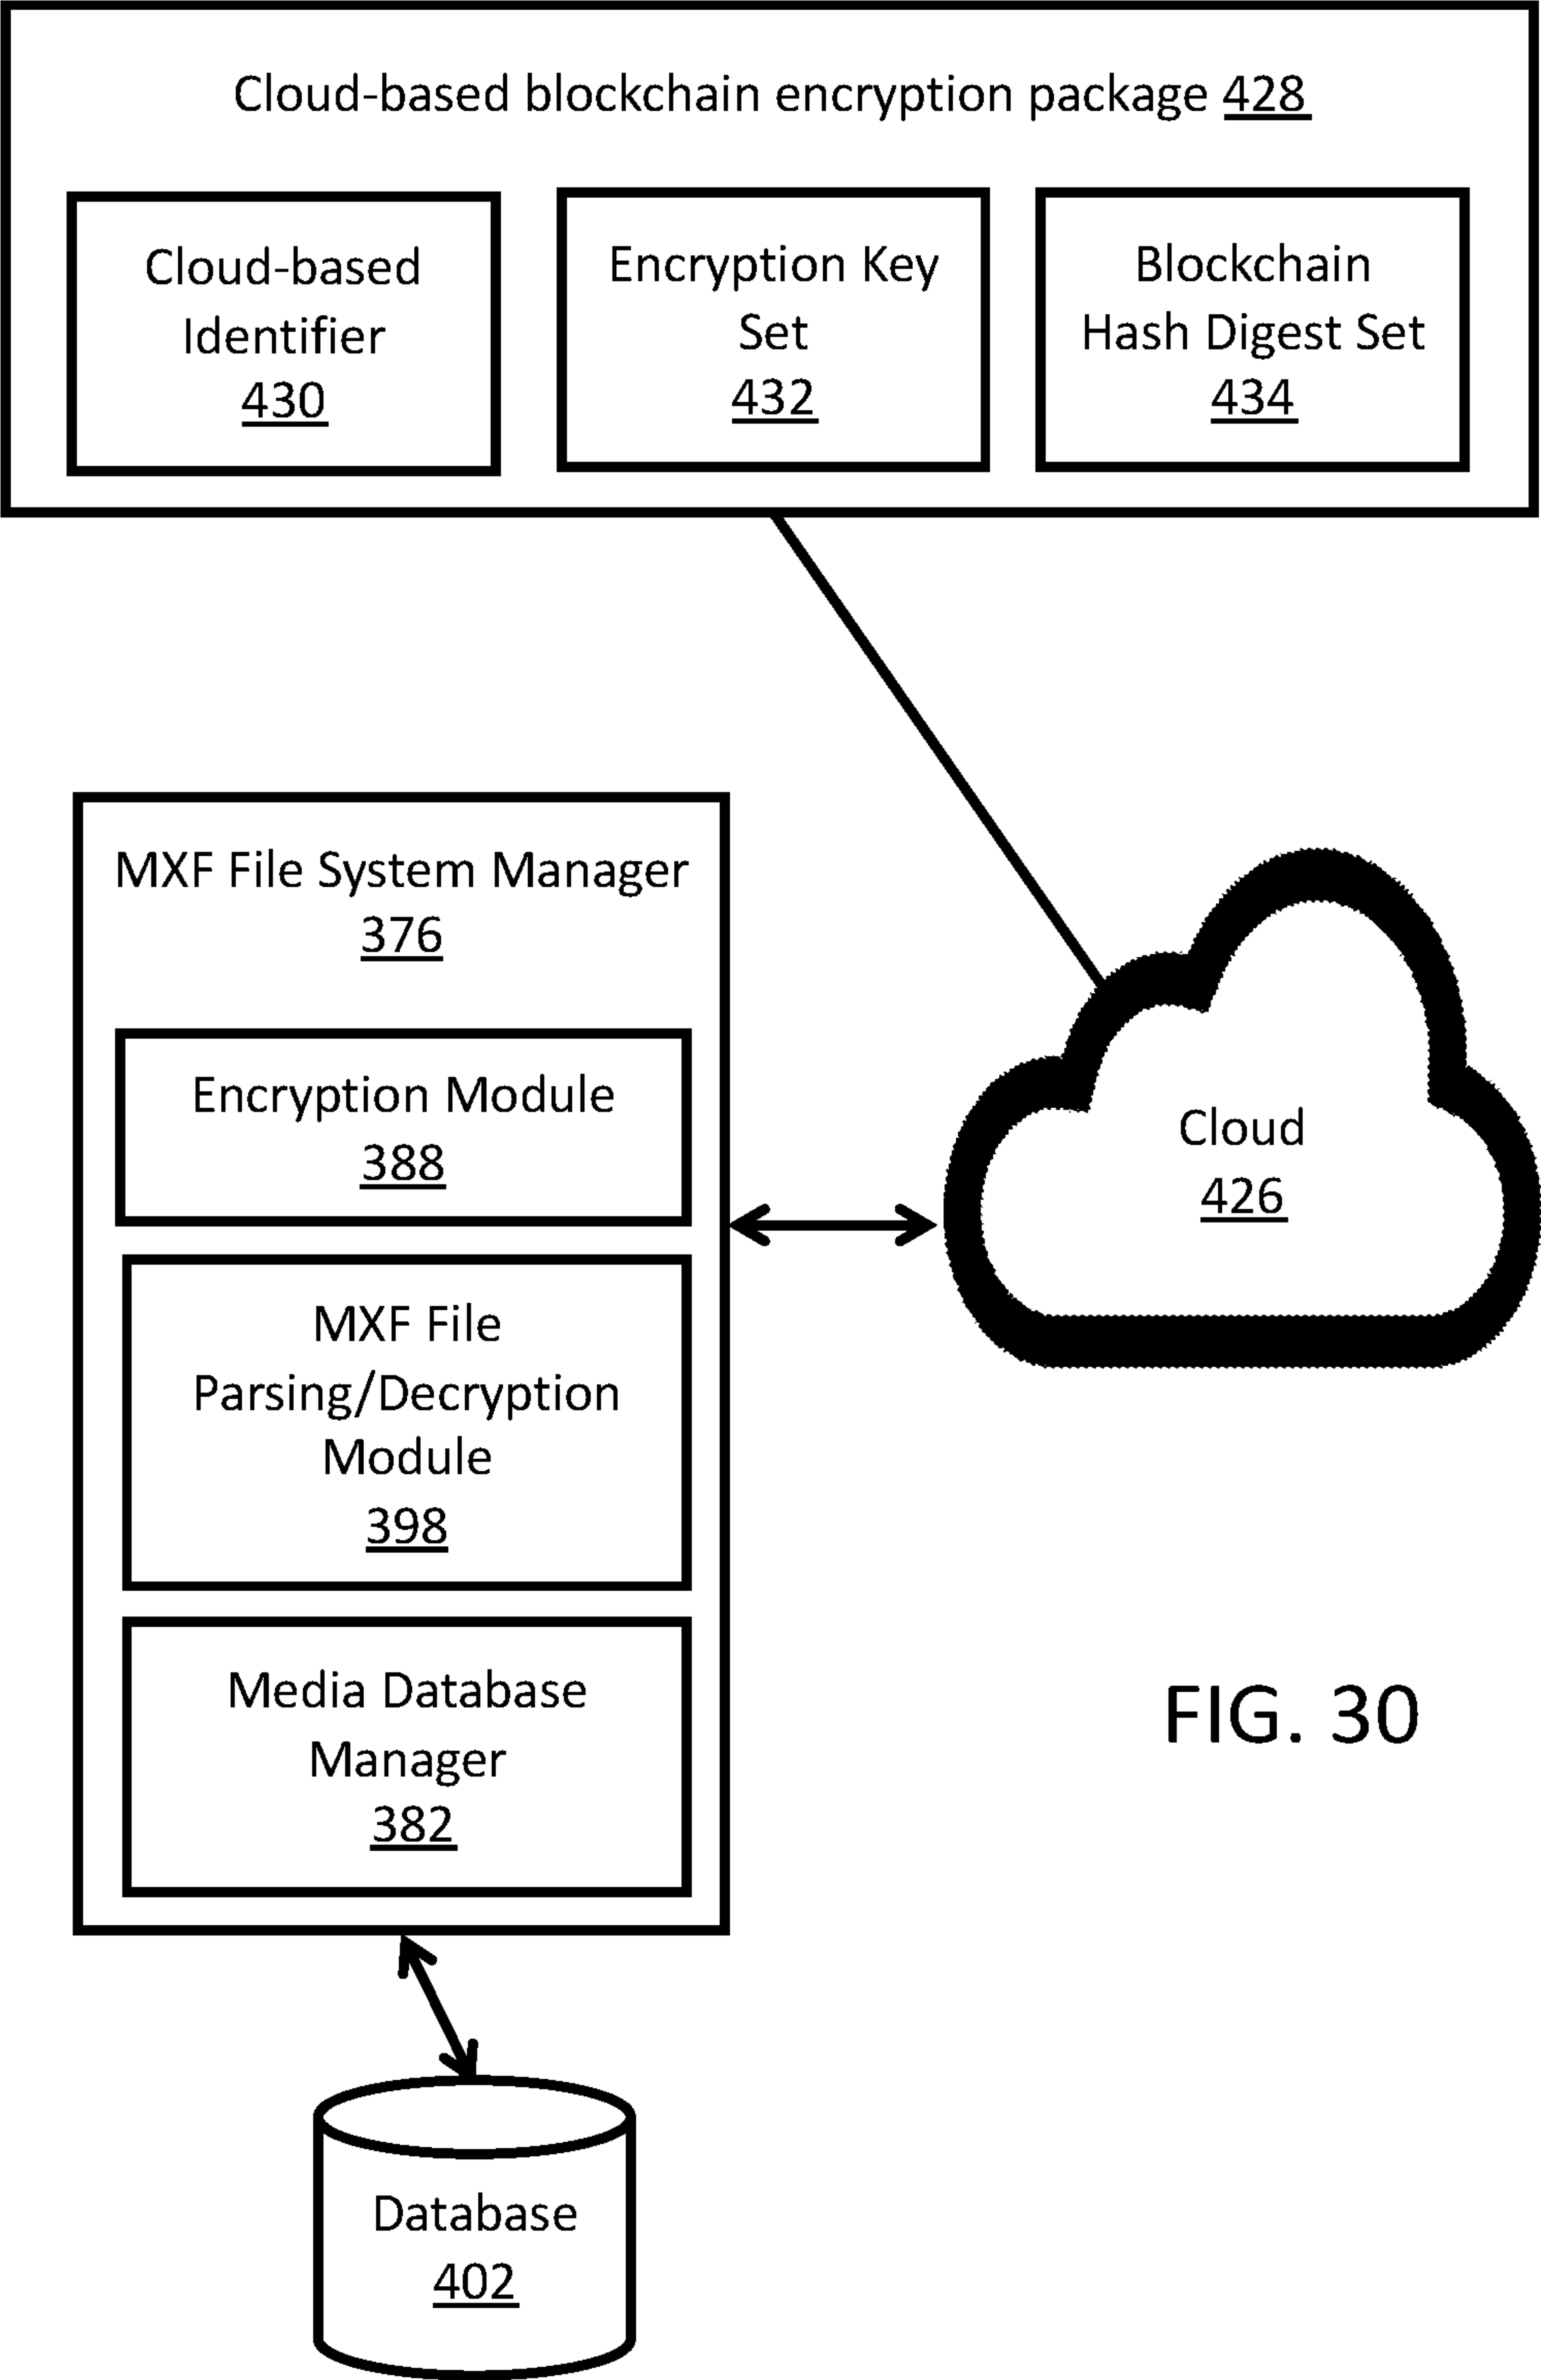 Cloud-based blockchain encryption package 428
Cloud-based
Identifier
430
Encryption Key
Set
432
Blockchain
Hash Digest Set
434
MXF File System Manager
376
Encryption Module
388
MXF File
Parsing/Decryption
Module
398
Media Database
Manager
382
Cloud
426
FIG. 30
Database
402